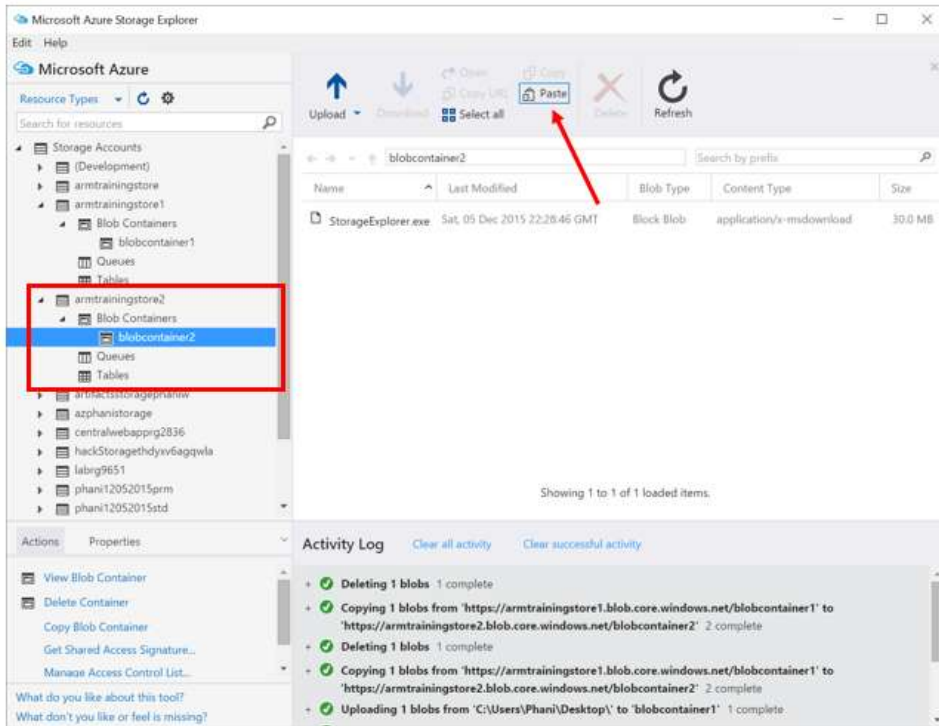 Microsoft Azure Storage Explorer
Edit Help
Microsoft Azure
Resource Types
Search for resources
Storage Accounts
(Development)
armtrainingstore
armtrainingstore1
Blob Containers
blobcontainer1
Queues
Tables
armtrainingstore2
Blob Containers
blobcontainer2
Queues
Tables
artifactsstoragephaniw
azphanistorage
centralwebapprg2836
hackStoragethdyxv6agqwla
labrg9651
phani12052015prm
phani12052015std
Actions Properties
View Blob Container
Delete Container
Copy Blob Container
Get Shared Access Signature...
Manage Access Control List...
What do you like about this tool?
What don't you like or feel is missing?
Upload
Download
Open
Copy URL
Select all
Copy
Paste
Delete
Refresh
blobcontainer2
Search by prefix
Name Last Modified Blob Type Content Type Size
StorageExplorer.exe Sat, 05 Dec 2015 22:28:46 GMT Block Blob application/x-msdownload 30.0 MB
Showing 1 to 1 of 1 loaded items.
Activity Log Clear all activity Clear successful activity
Deleting 1 blobs 1 complete
Copying 1 blobs from 'https://armtrainingstore1.blob.core.windows.net/blobcontainer1' to
'https://armtrainingstore2.blob.core.windows.net/blobcontainer2' 2 complete
Deleting 1 blobs 1 complete
Copying 1 blobs from 'https://armtrainingstore1.blob.core.windows.net/blobcontainer1' to
'https://armtrainingstore2.blob.core.windows.net/blobcontainer2' 2 complete
Uploading 1 blobs from 'C:\Users\Phani\Desktop\' to 'blobcontainer1' 1 complete